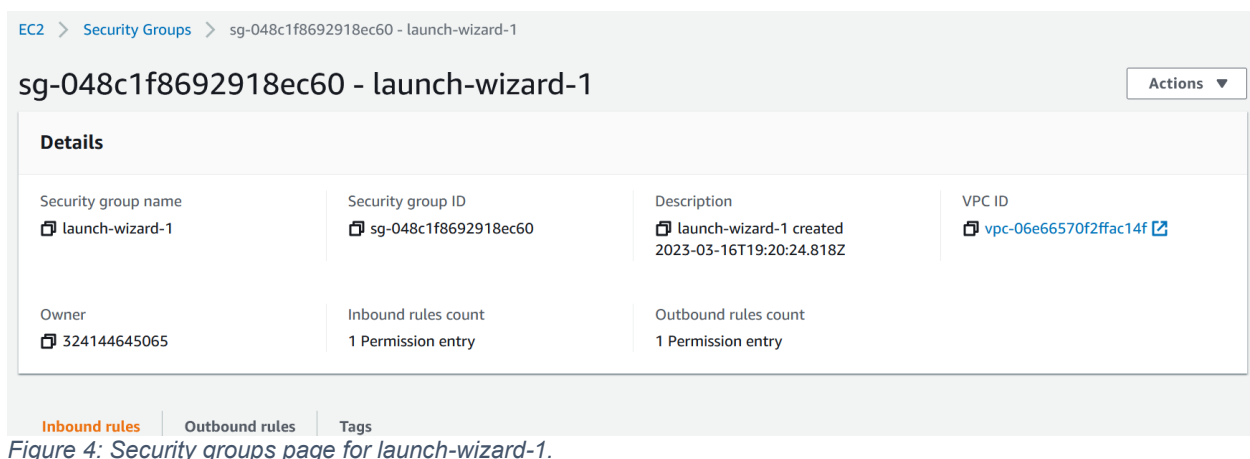 EC2 > Security Groups > sg-048c1f8692918ec60 - launch-wizard-1
sg-048c1f8692918ec60 - launch-wizard-1
Actions ▼
Details
Security group name
launch-wizard-1
Security group ID
sg-048c1f8692918ec60
Description
launch-wizard-1 created
2023-03-16T19:20:24.818Z
VPC ID
vpc-06e66570f2ffac14f
Owner
324144645065
Inbound rules count
1 Permission entry
Outbound rules count
1 Permission entry
Inbound rules
Outbound rules
Tags
Figure 4: Security groups page for launch-wizard-1.